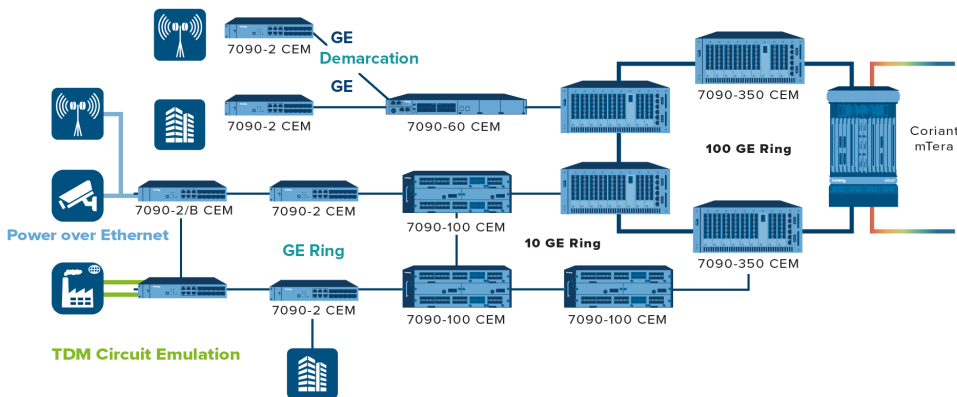 7090-2 CEM
GE
Demarcation
GE
7090-2 CEM
7090-60 CEM
7090-350 CEM
100 GE Ring
Coriant
mTera
7090-2/B CEM
7090-2 CEM
7090-100 CEM
Power over Ethernet
GE Ring
10 GE Ring
7090-350 CEM
7090-2 CEM
7090-100 CEM
7090-100 CEM
TDM Circuit Emulation